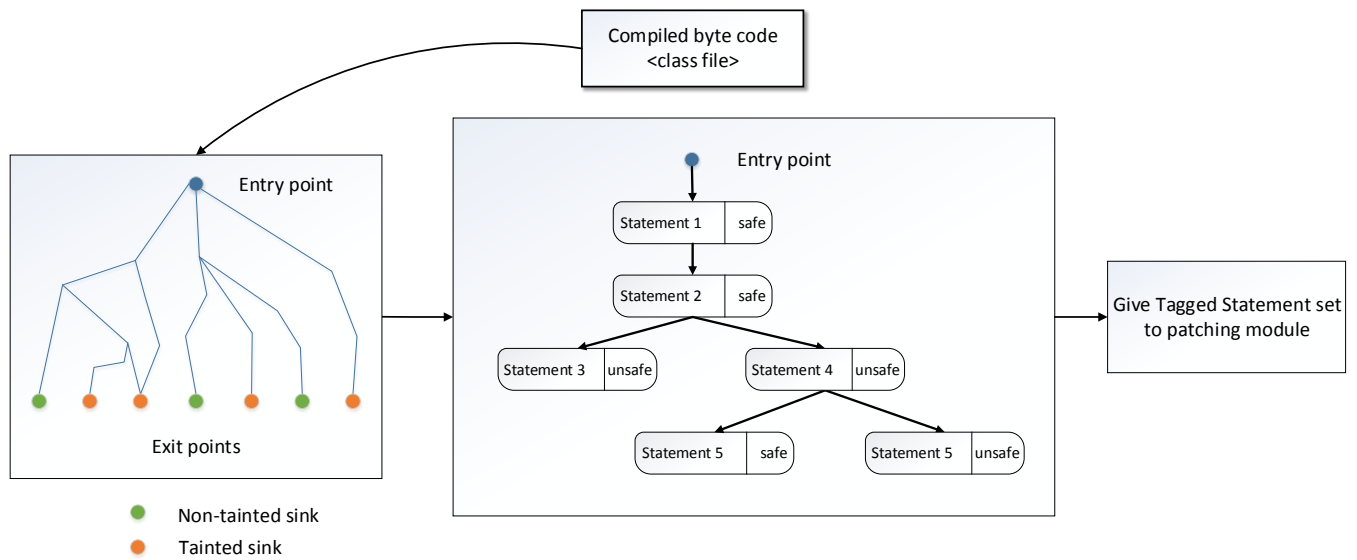 Compiled byte code
<class file>
Entry point
Exit points
Non-tainted sink
Tainted sink
Entry point
Statement 1 safe
Statement 2 safe
Statement 3 unsafe
Statement 4 unsafe
Statement 5 safe
Statement 5 unsafe
Give Tagged Statement set
to patching module